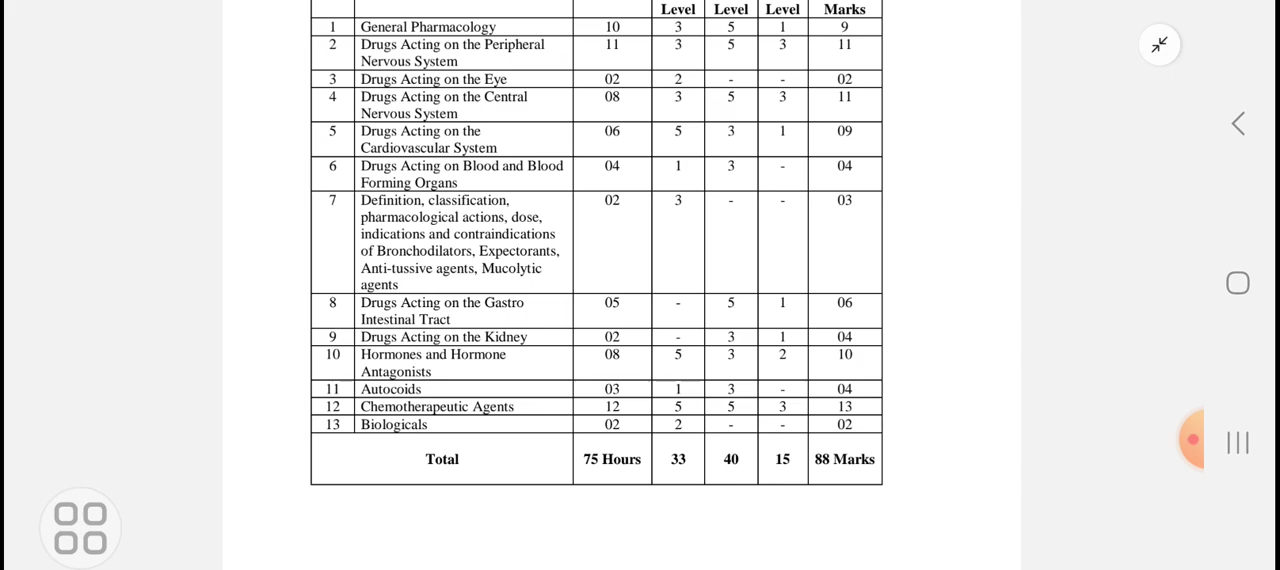 Level Level Level Marks
1 General Pharmacology 10 3 5 1 9
2 Drugs Acting on the Peripheral 11 3 5 3 11
Nervous System
3 Drugs Acting on the Eye 02 2 - - 02
4 Drugs Acting on the Central 08 3 5 3 11
Nervous System
5 Drugs Acting on the 06 5 3 1 09
Cardiovascular System
6 Drugs Acting on Blood and Blood 04 1 3 - 04
Forming Organs
7 Definition, classification, 02 3 - - 03
pharmacological actions, dose,
indications and contraindications
of Bronchodilators, Expectorants,
Anti-tussive agents, Mucolytic
agents
8 Drugs Acting on the Gastro 05 - 5 1 06
Intestinal Tract
9 Drugs Acting on the Kidney 02 - 3 1 04
10 Hormones and Hormone 08 5 3 2 10
Antagonists
11 Autocoids 03 1 3 - 04
12 Chemotherapeutic Agents 12 5 5 3 13
13 Biologicals 02 2 - - 02
Total 75 Hours 33 40 15 88 Marks